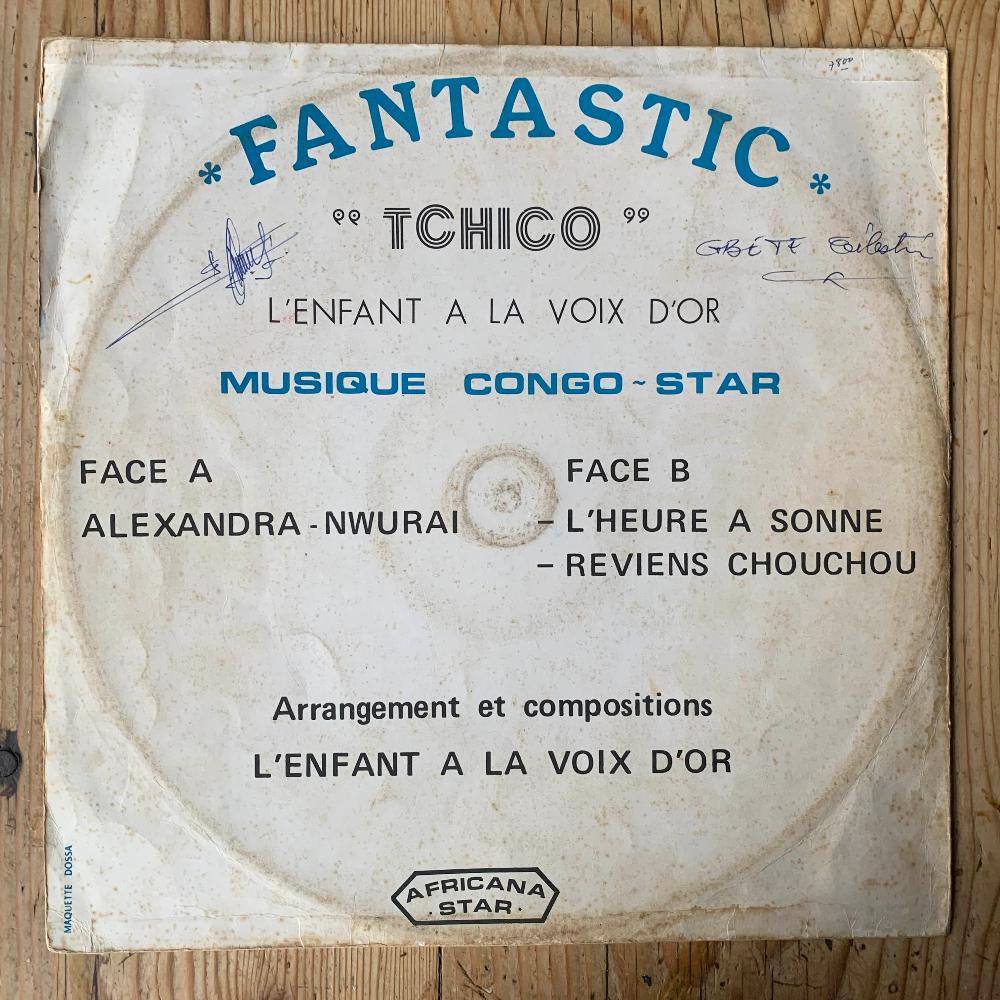 7800
* FANTASTIC *
“ TCHICO ”
GBÉTE Célestin
L'ENFANT A LA VOIX D'OR
MUSIQUE CONGO~STAR
FACE A
ALEXANDRA - NWURAI
FACE B
– L'HEURE A SONNE
– REVIENS CHOUCHOU
Arrangement et compositions
L'ENFANT A LA VOIX D'OR
MAQUETTE DOSSA
AFRICANA
· STAR ·